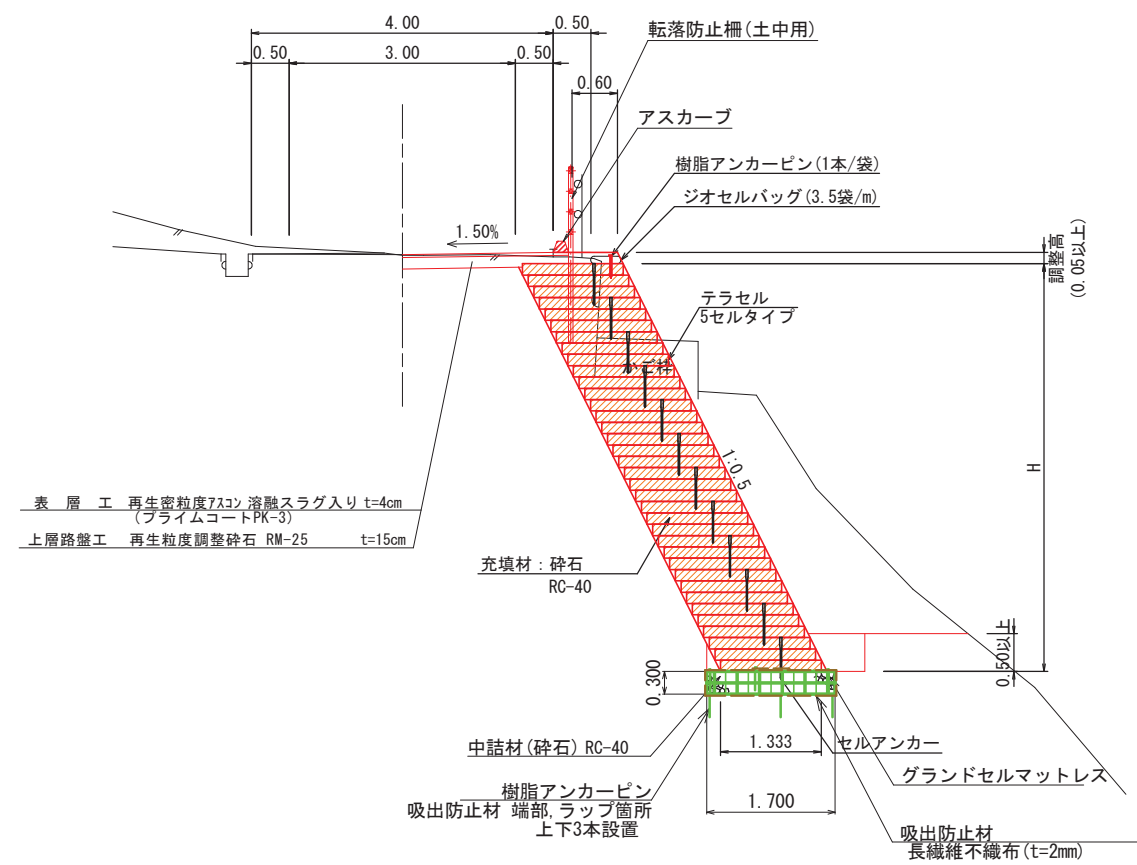 4.00
0.50
転落防止柵(土中用)
0.50
3.00
0.50
0.60
アスカーブ
樹脂アンカーピン(1本/袋)
ジオセルバッグ(3.5袋/m)
1.50%
調整高
(0.05以上)
テラセル
5セルタイプ
かご枠
1:0.5
H
表 層 工 再生密粒度アスコン 溶融スラグ入り t=4cm
(プライムコートPK-3)
上層路盤工 再生粒度調整砕石 RM-25 t=15cm
充填材：砕石
RC-40
0.50以上
0.300
中詰材(砕石) RC-40
1.333
セルアンカー
グランドセルマットレス
樹脂アンカーピン
吸出防止材 端部,ラップ箇所
上下3本設置
1.700
吸出防止材
長繊維不織布(t=2mm)